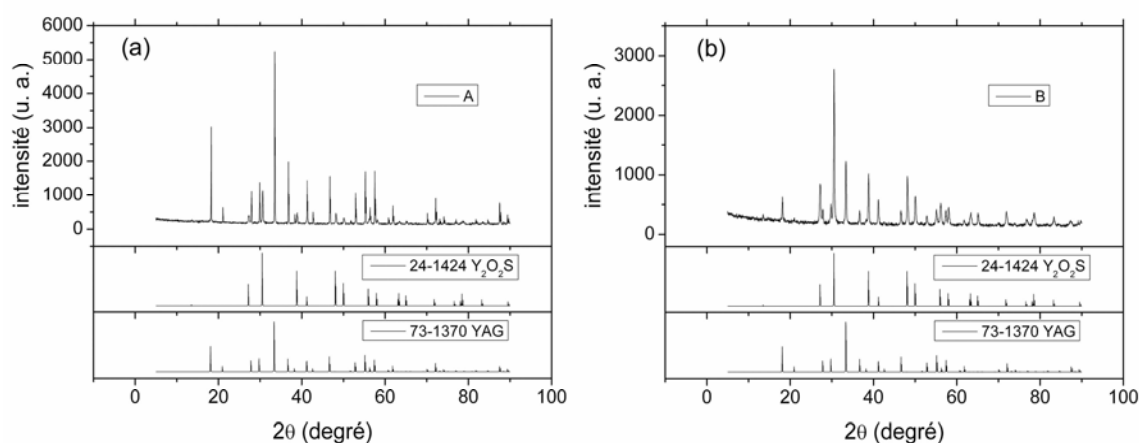 (a)
A
intensité (u. a.)
6000
5000
4000
3000
2000
1000
0
24-1424 Y₂O₂S
73-1370 YAG
0 20 40 60 80 100
2θ (degré)
(b)
B
intensité (u. a.)
3000
2000
1000
0
24-1424 Y₂O₂S
73-1370 YAG
0 20 40 60 80 100
2θ (degré)